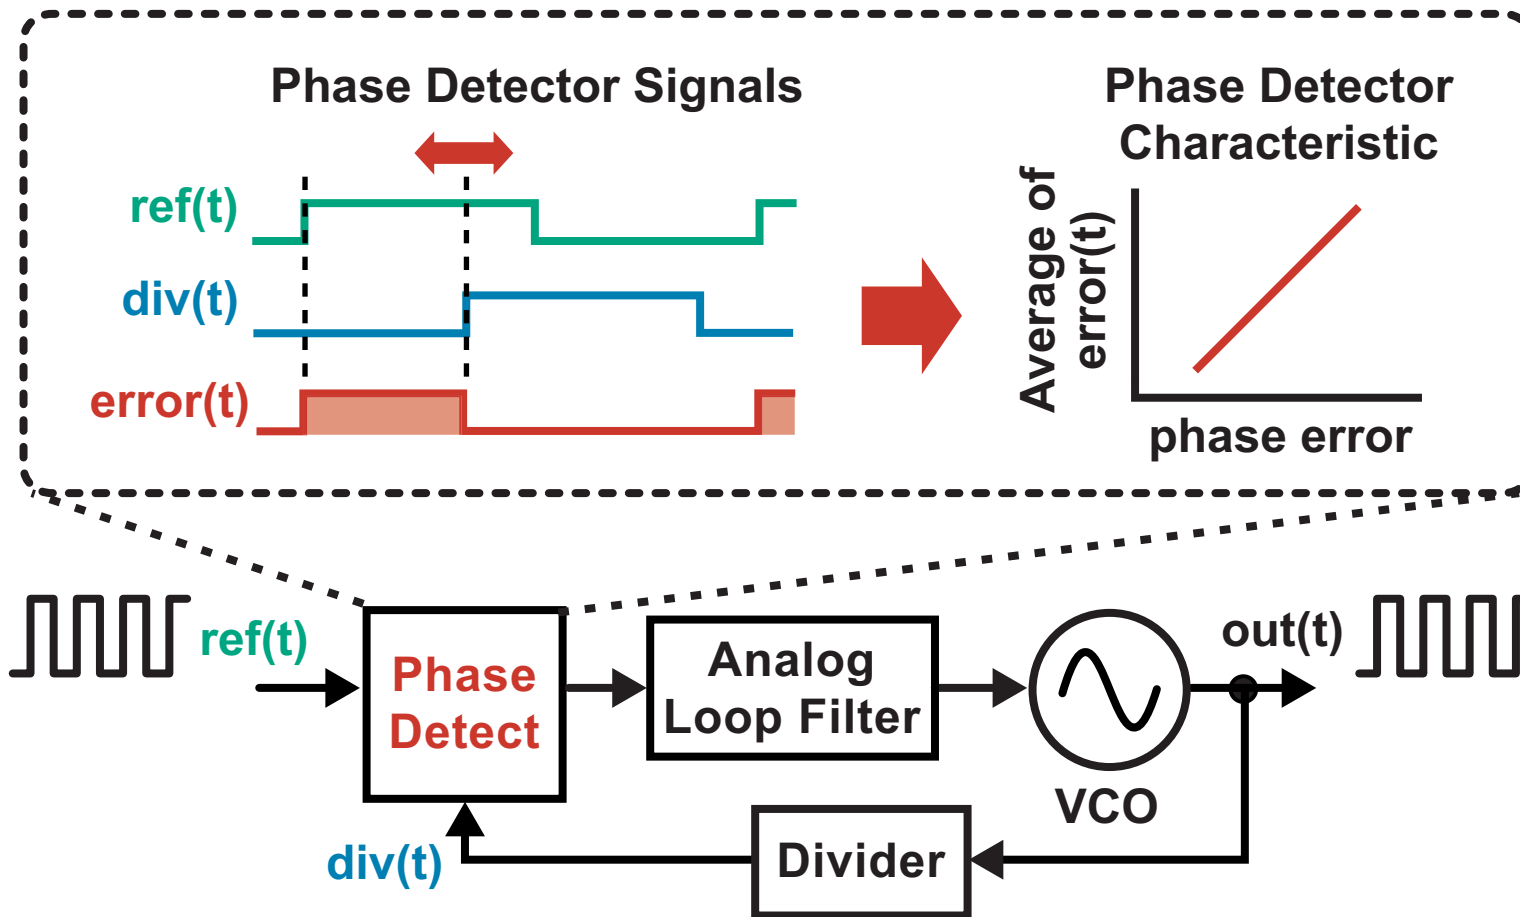 Phase Detector Signals
Phase Detector
Characteristic
ref(t)
div(t)
error(t)
Average of
error(t)
phase error
ref(t)
Phase
Detect
Analog
Loop Filter
VCO
out(t)
div(t)
Divider